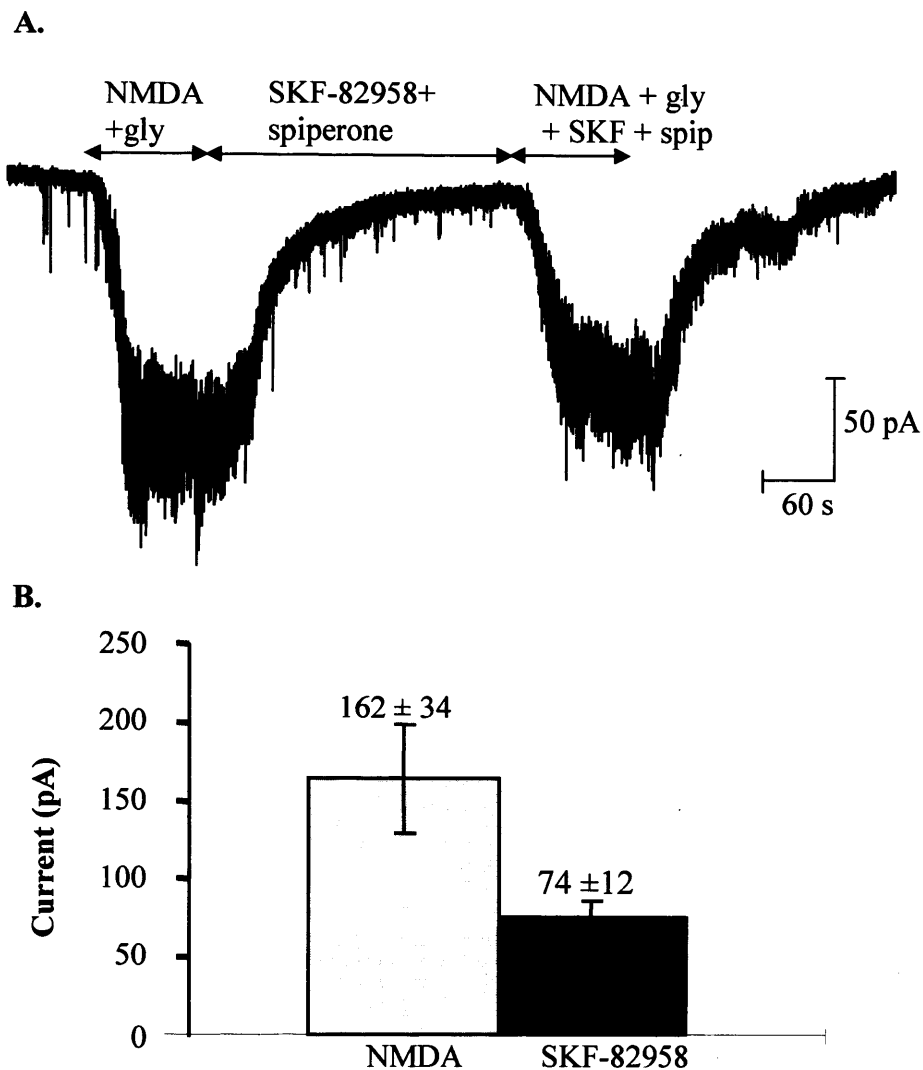 A.
NMDA
+gly
SKF-82958+
spiperone
NMDA + gly
+ SKF + spip
50 pA
60 s
B.
250
200
150
100
50
0
Current (pA)
162 ± 34
74 ±12
NMDA
SKF-82958